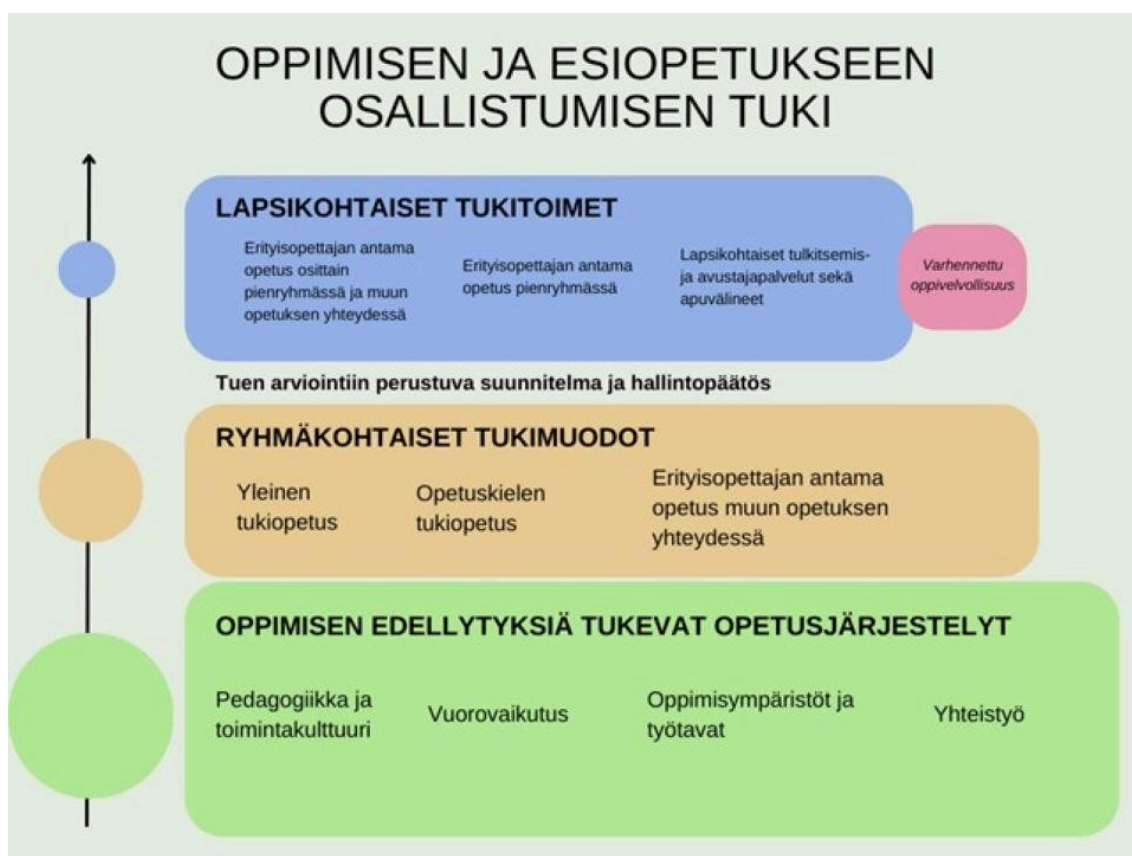 OPPIMISEN JA ESIOPETUKSEEN
OSALLISTUMISEN TUKI
LAPSIKOHTAISET TUKITOIMET
Erityisopettajan antama
opetus osittain
pienryhmässä ja muun
opetuksen yhteydessä
Erityisopettajan antama
opetus pienryhmässä
Lapsikohtaiset tulkitsemis-
ja avustajapalvelut sekä
apuvälineet
Varhennettu
oppivelvollisuus
Tuen arviointiin perustuva suunnitelma ja hallintopäätös
RYHMÄKOHTAISET TUKIMUODOT
Yleinen
tukiopetus
Opetuskielen
tukiopetus
Erityisopettajan antama
opetus muun opetuksen
yhteydessä
OPPIMISEN EDELLYTYKSIÄ TUKEVAT OPETUSJÄRJESTELYT
Pedagogiikka ja
toimintakulttuuri
Vuorovaikutus
Oppimisympäristöt ja
työtavat
Yhteistyö